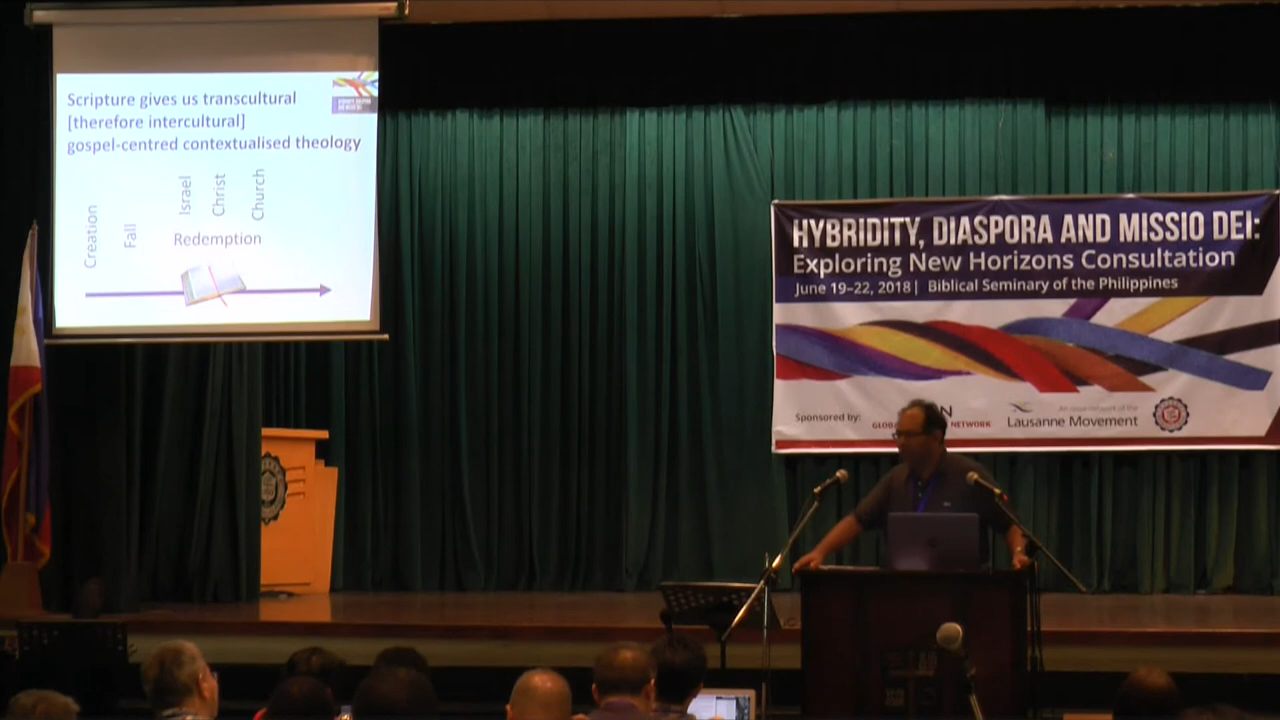 Scripture gives us transcultural
[therefore intercultural]
gospel-centred contextualised theology
Creation
Fall
Israel
Christ
Church
Redemption
HYBRIDITY, DIASPORA AND MISSIO DEI:
Exploring New Horizons Consultation
June 19–22, 2018 | Biblical Seminary of the Philippines
Sponsored by:
NETWORK
Lausanne Movement